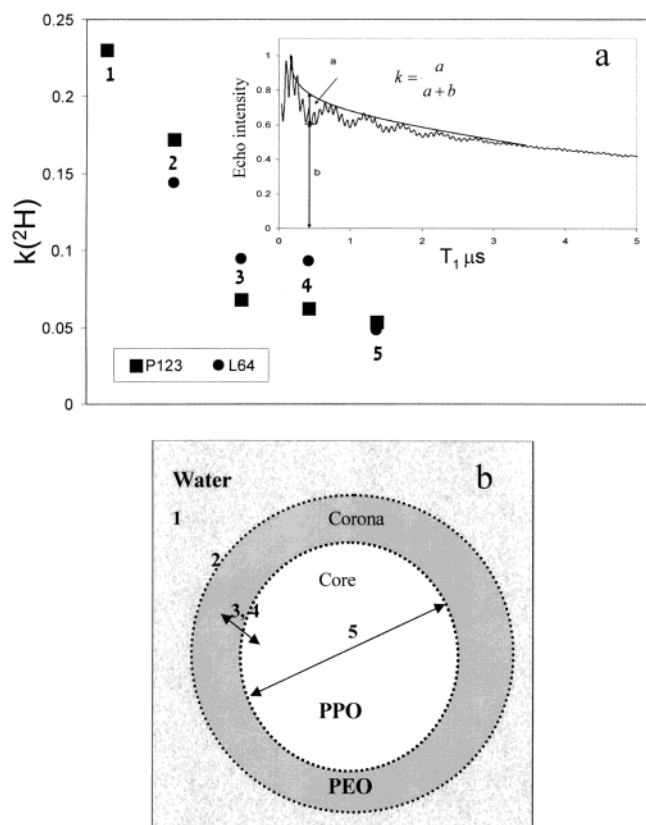 0.25
0.2
0.15
0.1
0.05
0
k(²H)
1
2
3
4
5
P123 L64
a
1
0.8
0.6
0.4
0.2
0
Echo intensity
a
k = a / a + b
b
0 1 2 3 4 5
T₁ µs
b
Water
1
Corona
2
Core
3, 4
5
PPO
PEO